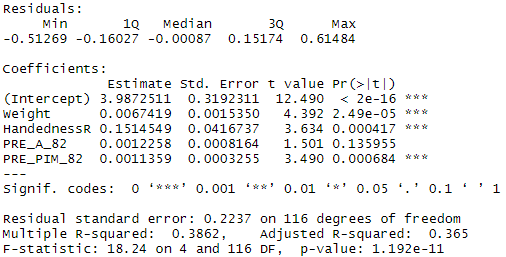 Residuals:
     Min       1Q   Median       3Q      Max
-0.51269 -0.16027 -0.00087  0.15174  0.61484
Coefficients:
             Estimate Std. Error t value Pr(>|t|)
(Intercept) 3.9872511  0.3192311  12.490  < 2e-16 ***
Weight      0.0067419  0.0015350   4.392 2.49e-05 ***
HandednessR 0.1514549  0.0416737   3.634 0.000417 ***
PRE_A_82    0.0012258  0.0008164   1.501 0.135955
PRE_PIM_82  0.0011359  0.0003255   3.490 0.000684 ***
---
Signif. codes:  0 ‘***’ 0.001 ‘**’ 0.01 ‘*’ 0.05 ‘.’ 0.1 ‘ ’ 1
Residual standard error: 0.2237 on 116 degrees of freedom
Multiple R-squared:  0.3862,    Adjusted R-squared:  0.365
F-statistic: 18.24 on 4 and 116 DF,  p-value: 1.192e-11